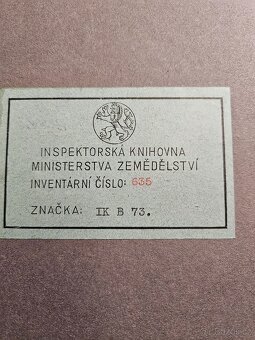 INSPEKTORSKÁ KNIHOVNA
MINISTERSTVA ZEMĚDĚLSTVÍ
INVENTÁRNÍ ČÍSLO: 635
ZNAČKA: IK B 73.